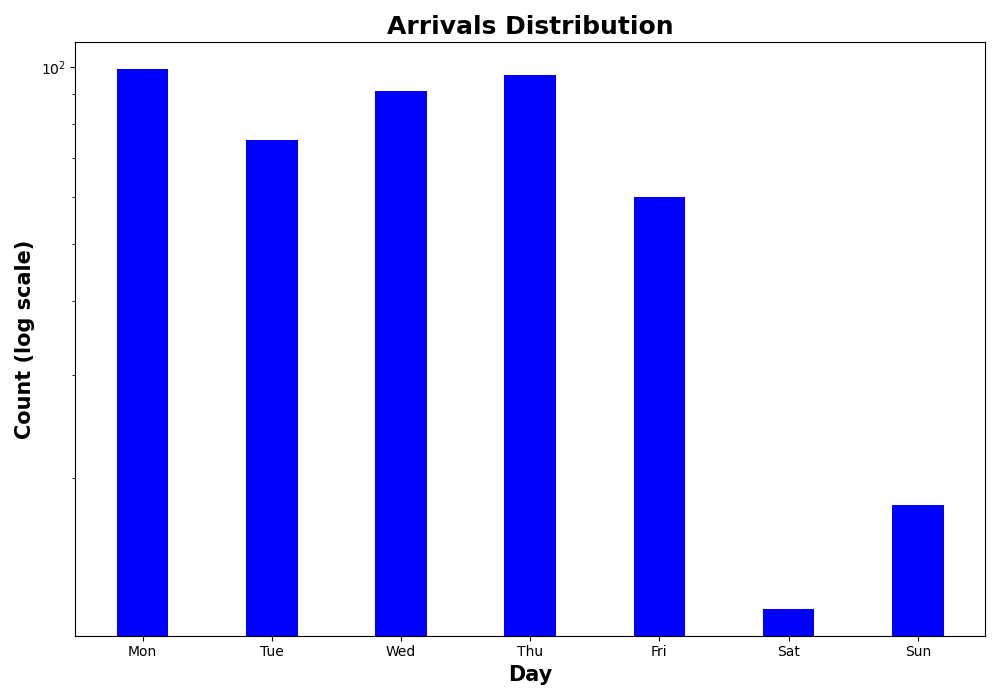 Arrivals Distribution
10²
Count (log scale)
Mon Tue Wed Thu Fri Sat Sun
Day